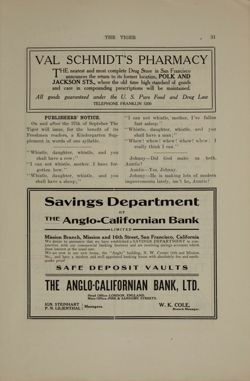 THE TIGER 31
VAL SCHMIDT'S PHARMACY
THE neatest and most complete Drug Store in San Francisco
announces the return to its former location, POLK AND
JACKSON STS., where the old time high standard of goods
and care in compounding prescriptions will be maintained.
All goods guaranteed under the U. S. Pure Food and Drug Law
TELEPHONE FRANKLIN
PUBLISHERS' NOTICE.
On and after the 37th of September The
Tiger will issue, for the benefit of its
Freshman readers, a Kindergarten Sup-
plement in words of one syllable.
"Whistle, daughter, whistle, and you
shall have a cow;"
"I can not whistle, mother. I have for-
gotten how."
"Whistle, daughter, whistle, and you
shall have a sheep;"
"I can not whistle, mother, I've fallen
fast asleep."
"Whistle, daughter, whistle, and you
shall have a man;"
"Whew! whew! whew! whew! whew! I
really think I can."
Johnny—Did God make us both,
Auntie?
Auntie—Yes, Johnny.
Johnny—He is making lots of modern
improvements lately, isn't he, Auntie?
Savings Department
OF
THE Anglo-Californian Bank
LIMITED
Mission Branch, Mission and 16th Street, San Francisco, California
We desire to announce that we have established a SAVINGS DEPARTMENT in con-
junction with our commercial banking business and are receiving savings accounts which
draw interest at the usual rate.
We are now in our new home, the "Anglo" building, N. W. Corner 16th and Mission
Sts., and have a modern and well appointed banking house with absolutely fire and earth-
quake proof
SAFE DEPOSIT VAULTS
THE ANGLO-CALIFORNIAN BANK, LTD.
Head Office LONDON, ENGLAND.
Main Office PINE & SANSOME STREETS.
IGN. STEINHART
P. N. LILIENTHAL
Managers.
W. K. COLE,
Branch Manager.